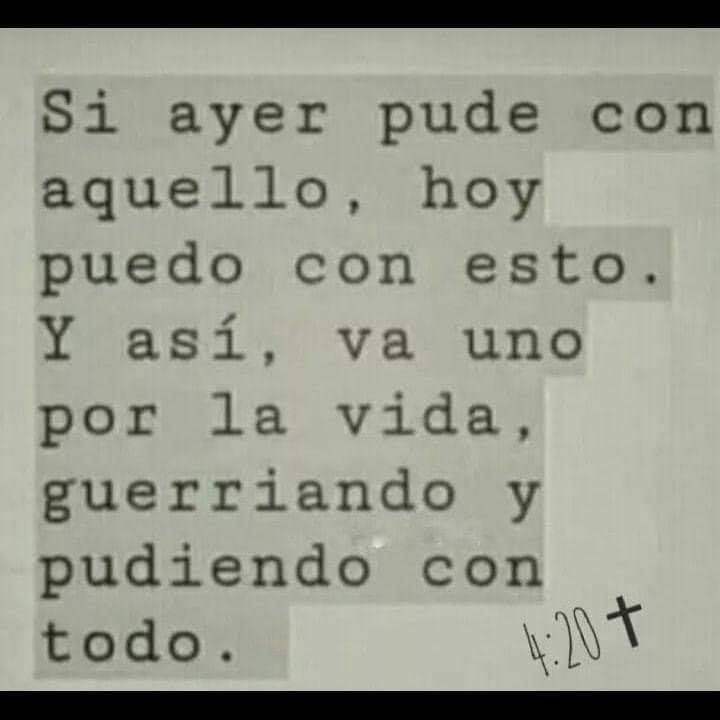 Si ayer pude con
aquello, hoy
puedo con esto.
Y así, va uno
por la vida,
guerriando y
pudiendo con
todo.
4:20✝